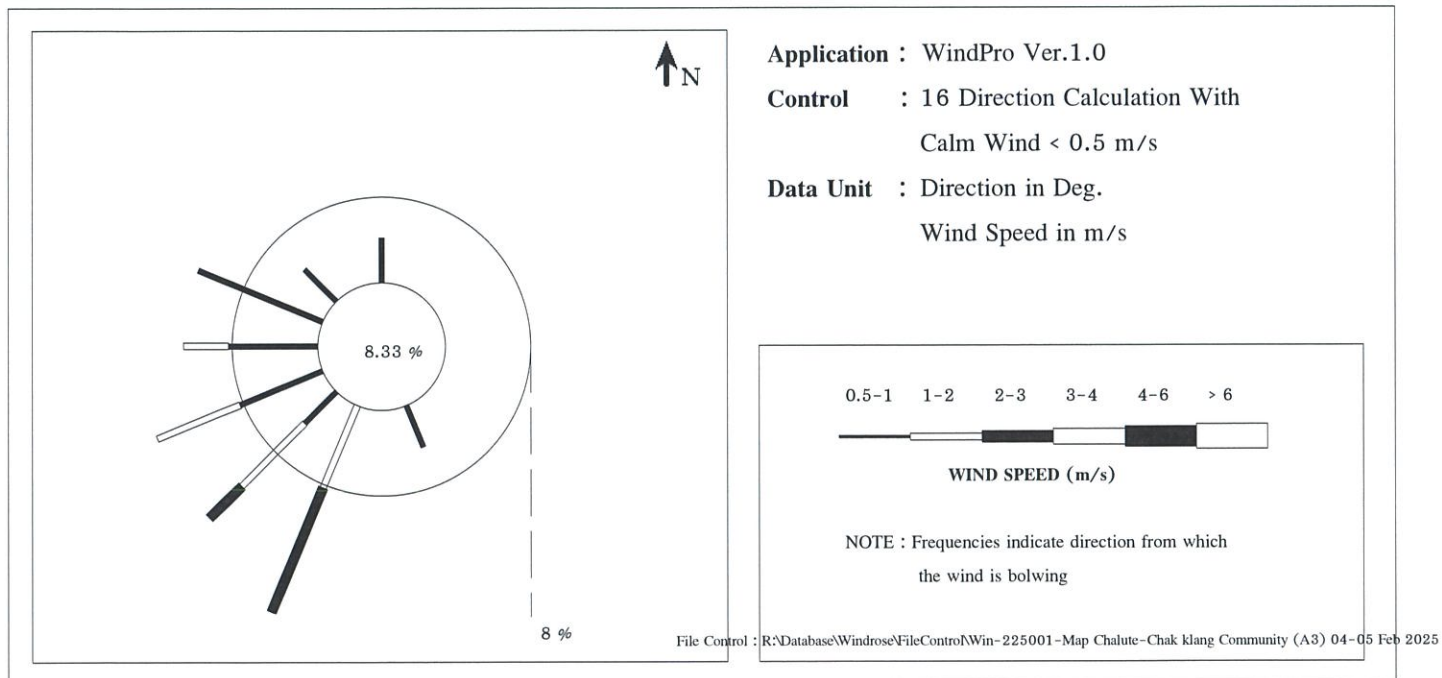 N
Application : WindPro Ver.1.0
Control : 16 Direction Calculation With
Calm Wind < 0.5 m/s
Data Unit : Direction in Deg.
Wind Speed in m/s
8.33 %
8 %
0.5-1 1-2 2-3 3-4 4-6 > 6
WIND SPEED (m/s)
NOTE : Frequencies indicate direction from which
the wind is bolwing
File Control : R:\Database\Windrose\FileControl\Win-225001-Map Chalute-Chak klang Community (A3) 04-05 Feb 2025